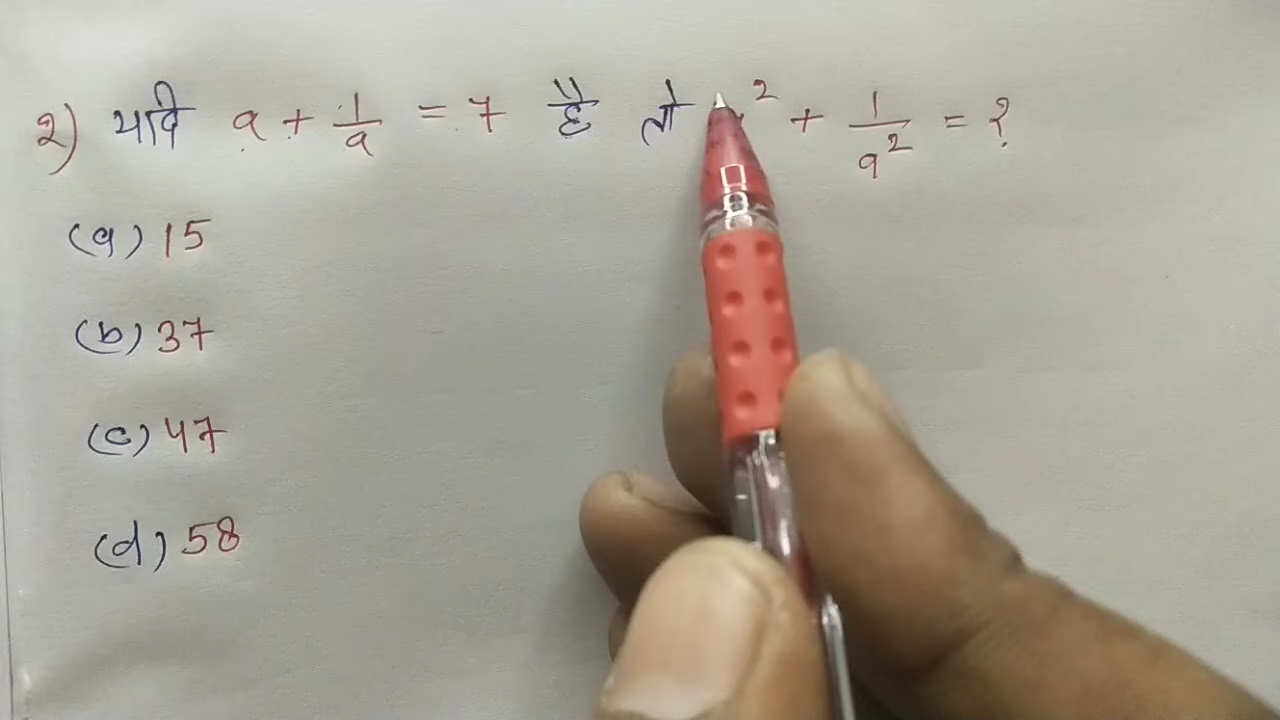 2) यदि a + 1/a = 7 है तो ² + 1/a² = ?
(a) 15
(b) 37
(c) 47
(d) 58